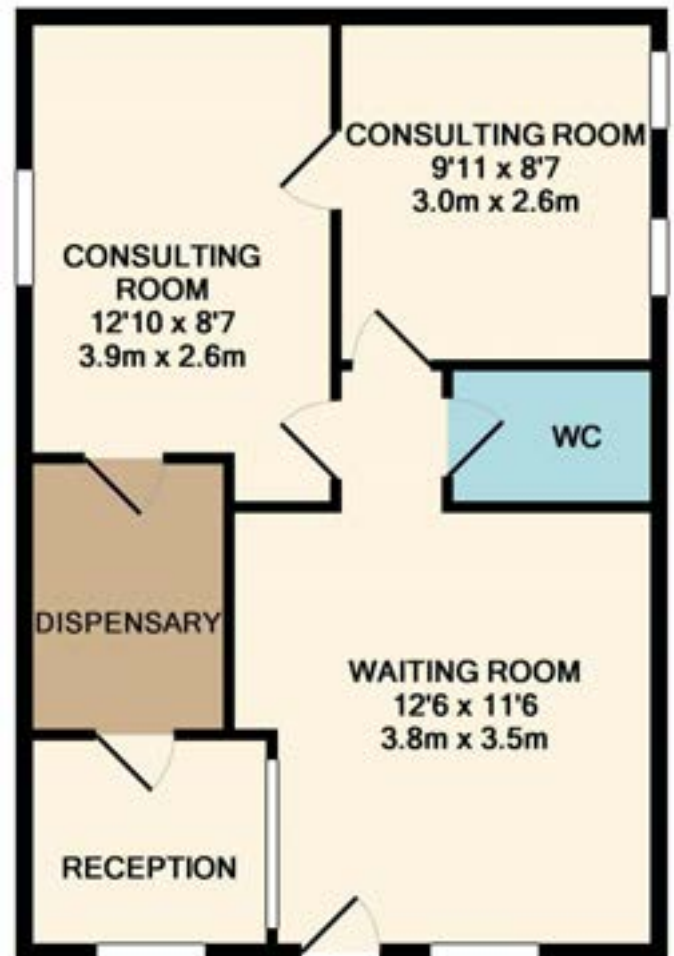 CONSULTING ROOM
9'11 x 8'7
3.0m x 2.6m
CONSULTING
ROOM
12'10 x 8'7
3.9m x 2.6m
WC
DISPENSARY
WAITING ROOM
12'6 x 11'6
3.8m x 3.5m
RECEPTION